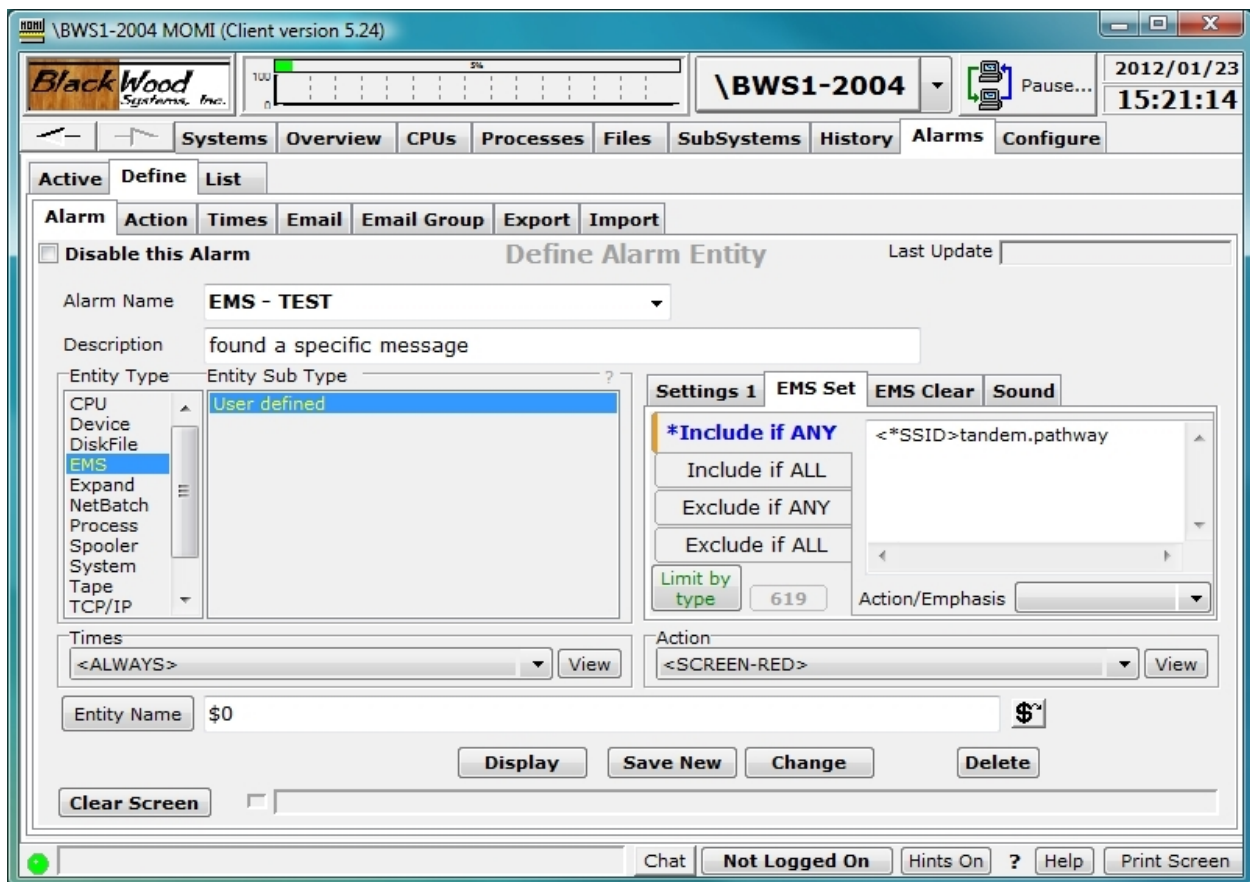 MOMI \BWS1-2004 MOMI (Client version 5.24)
BlackWood Systems, Inc.
100
0
5%
\BWS1-2004
Pause...
2012/01/23
15:21:14
Systems Overview CPUs Processes Files SubSystems History Alarms Configure
Active Define List
Alarm Action Times Email Email Group Export Import
Disable this Alarm Define Alarm Entity Last Update
Alarm Name EMS - TEST
Description found a specific message
Entity Type Entity Sub Type ?
CPU
Device
DiskFile
EMS
Expand
NetBatch
Process
Spooler
System
Tape
TCP/IP
User defined
Settings 1 EMS Set EMS Clear Sound
*Include if ANY
Include if ALL
Exclude if ANY
Exclude if ALL
Limit by type 619
<*SSID>tandem.pathway
Action/Emphasis
Times
<ALWAYS> View
Action
<SCREEN-RED> View
Entity Name $0 $
Display Save New Change Delete
Clear Screen
Chat Not Logged On Hints On ? Help Print Screen